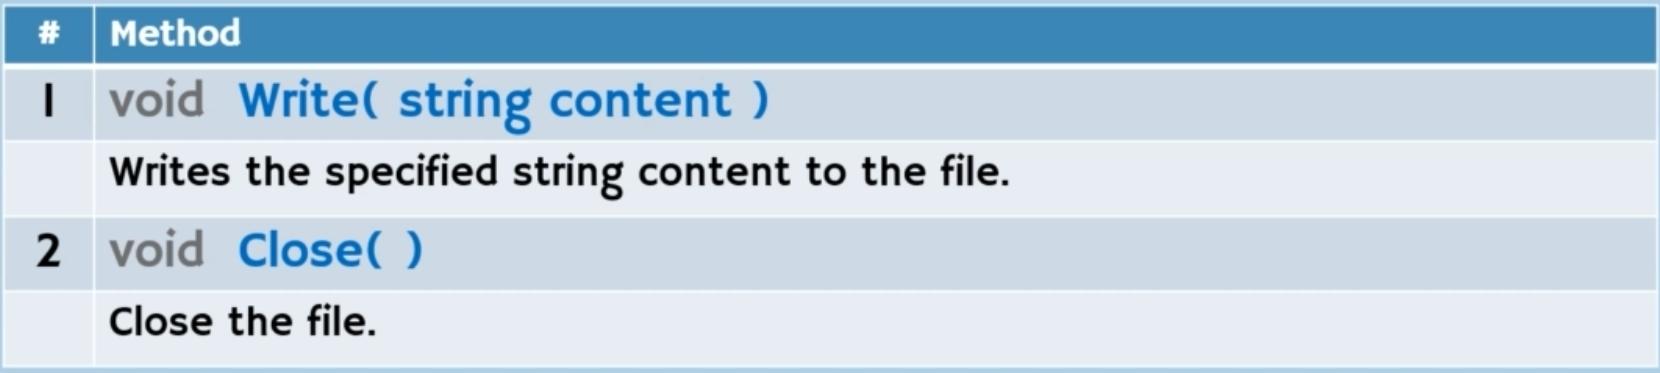 # Method
1 void Write( string content )
Writes the specified string content to the file.
2 void Close( )
Close the file.